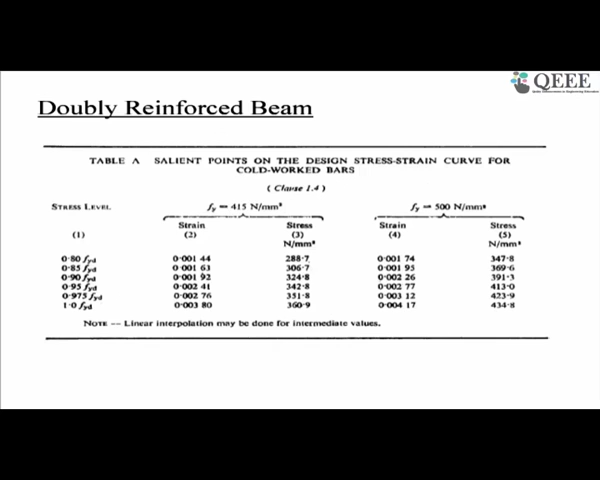 QEEE
Doubly Reinforced Beam
TABLE A SALIENT POINTS ON THE DESIGN STRESS-STRAIN CURVE FOR
COLD-WORKED BARS
( Clause 1.4 )
STRESS LEVEL fy = 415 N/mm² fy = 500 N/mm²
Strain Stress Strain Stress
(1) (2) (3) (4) (5)
N/mm² N/mm²
0·80 fyd 0·001 44 288·7 0·001 74 347·8
0·85 fyd 0·001 63 306·7 0·001 95 369·6
0·90 fyd 0·001 92 324·8 0·002 26 391·3
0·95 fyd 0·002 41 342·8 0·002 77 413·0
0·975 fyd 0·002 76 351·8 0·003 12 423·9
1·0 fyd 0·003 80 360·9 0·004 17 434·8
NOTE — Linear interpolation may be done for intermediate values.